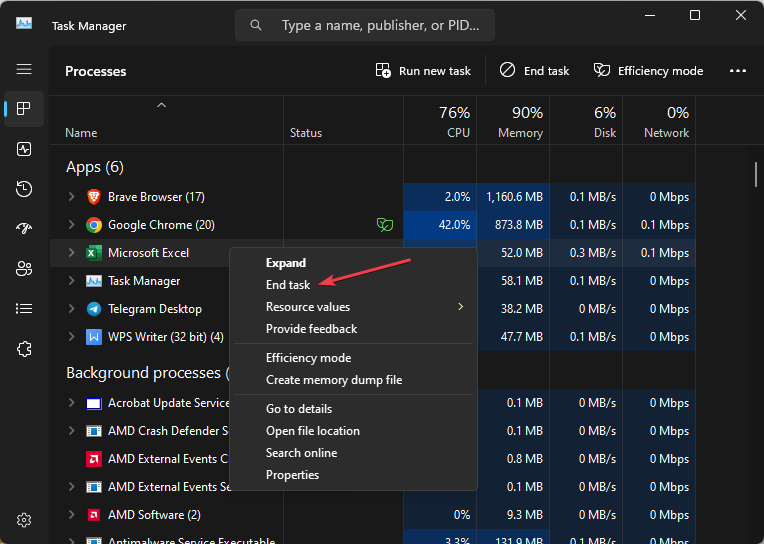 Task Manager
Type a name, publisher, or PID...
Processes
Run new task
End task
Efficiency mode
76% 90% 6% 0%
Name Status CPU Memory Disk Network
Apps (6)
Brave Browser (17) 2.0% 1,160.6 MB 0.1 MB/s 0 Mbps
Google Chrome (20) 42.0% 873.8 MB 0.1 MB/s 0.1 Mbps
Microsoft Excel 52.0 MB 0.3 MB/s 0.1 Mbps
Task Manager 58.1 MB 0.1 MB/s 0 Mbps
Telegram Desktop 38.2 MB 0 MB/s 0 Mbps
WPS Writer (32 bit) (4) 47.7 MB 0.1 MB/s 0 Mbps
Expand
End task
Resource values
Provide feedback
Efficiency mode
Create memory dump file
Go to details
Open file location
Search online
Properties
Background processes (
Acrobat Update Service 0.1 MB 0 MB/s 0 Mbps
AMD Crash Defender S 0.1 MB 0 MB/s 0 Mbps
AMD External Events C 0.8 MB 0 MB/s 0 Mbps
AMD External Events Se 0.1 MB 0 MB/s 0 Mbps
AMD Software (2) 0% 9.3 MB 0 MB/s 0 Mbps
Antimalware Service Executable 3.3% 131.9 MB 0.1 MB/s 0 Mbps